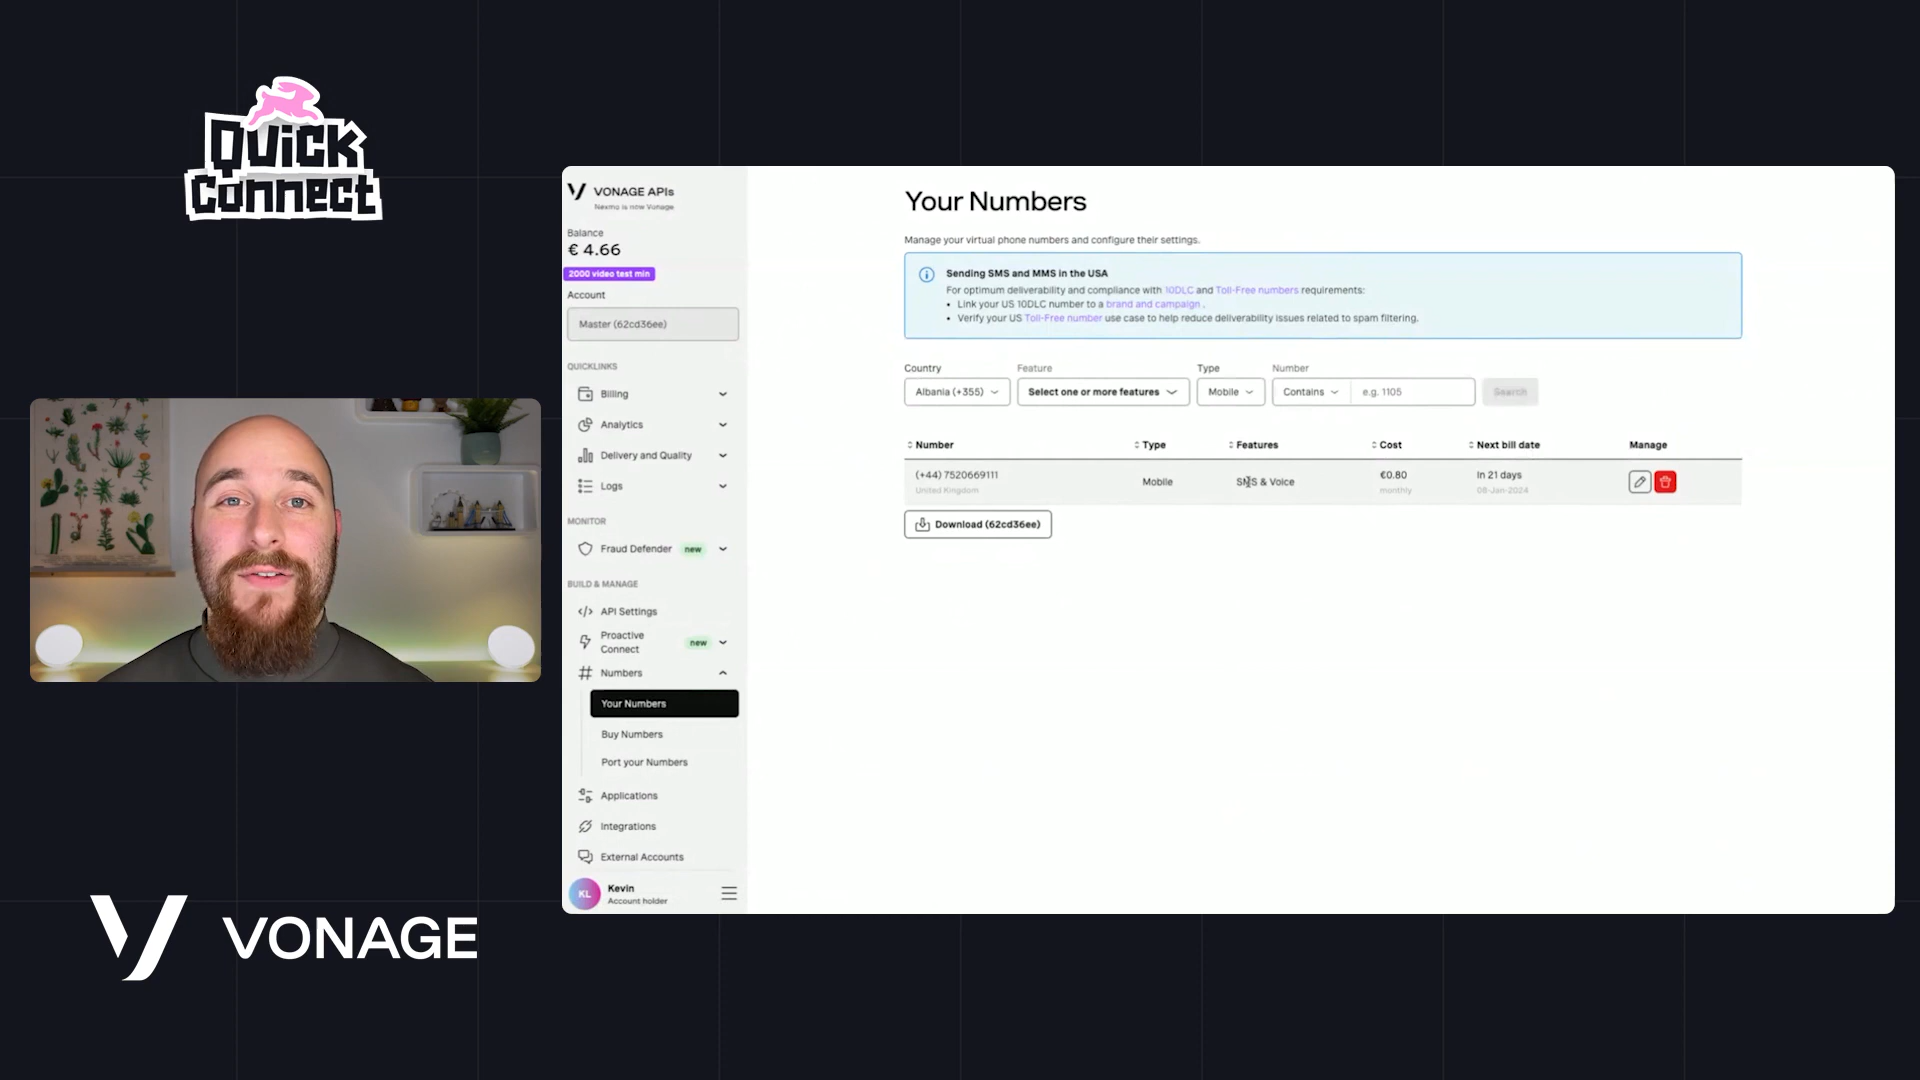 Quick
Connect
VONAGE
VONAGE APIs
Nexmo is now Vonage
Balance
€ 4.66
2000 video test min
Account
Master (62cd36ee)
QUICKLINKS
Billing
Analytics
Delivery and Quality
Logs
MONITOR
Fraud Defender new
BUILD & MANAGE
API Settings
Proactive
Connect new
Numbers
Your Numbers
Buy Numbers
Port your Numbers
Applications
Integrations
External Accounts
KL Kevin
Account holder
Your Numbers
Manage your virtual phone numbers and configure their settings.
Sending SMS and MMS in the USA
For optimum deliverability and compliance with 10DLC and Toll-Free numbers requirements:
• Link your US 10DLC number to a brand and campaign .
• Verify your US Toll-Free number use case to help reduce deliverability issues related to spam filtering.
Country Feature Type Number
Albania (+355) Select one or more features Mobile Contains e.g. 1105 Search
Number Type Features Cost Next bill date Manage
(+44) 7520669111 Mobile SMS & Voice €0.80 In 21 days
United Kingdom monthly 08-Jan-2024
Download (62cd36ee)